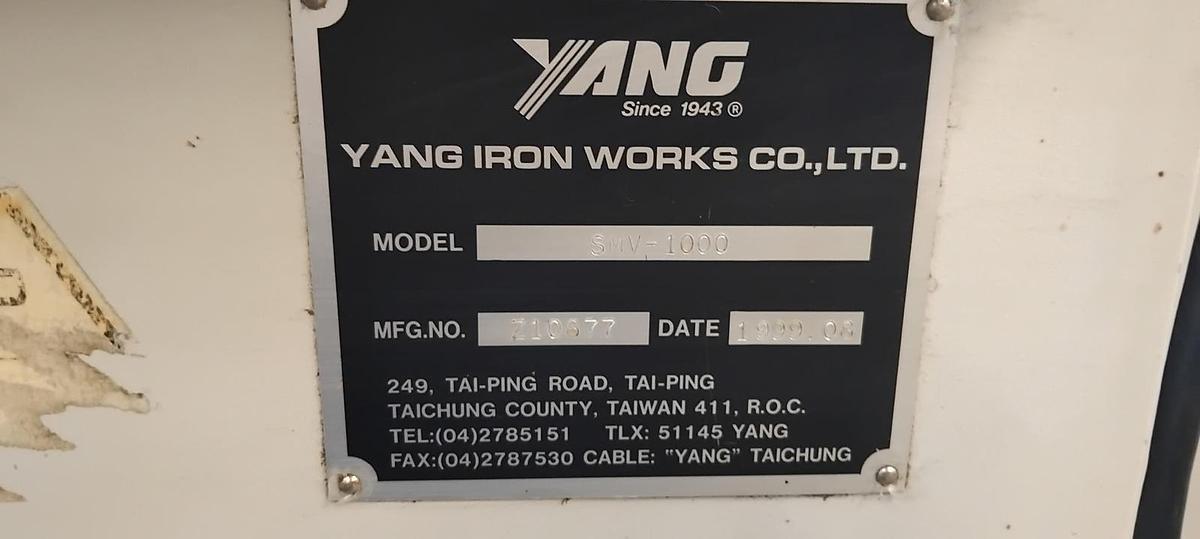 YANG
Since 1943 ®
YANG IRON WORKS CO.,LTD.
MODEL SMV-1000
MFG.NO. Z10677 DATE 1999.08
249, TAI-PING ROAD, TAI-PING
TAICHUNG COUNTY, TAIWAN 411, R.O.C.
TEL:(04)2785151 TLX: 51145 YANG
FAX:(04)2787530 CABLE: "YANG" TAICHUNG